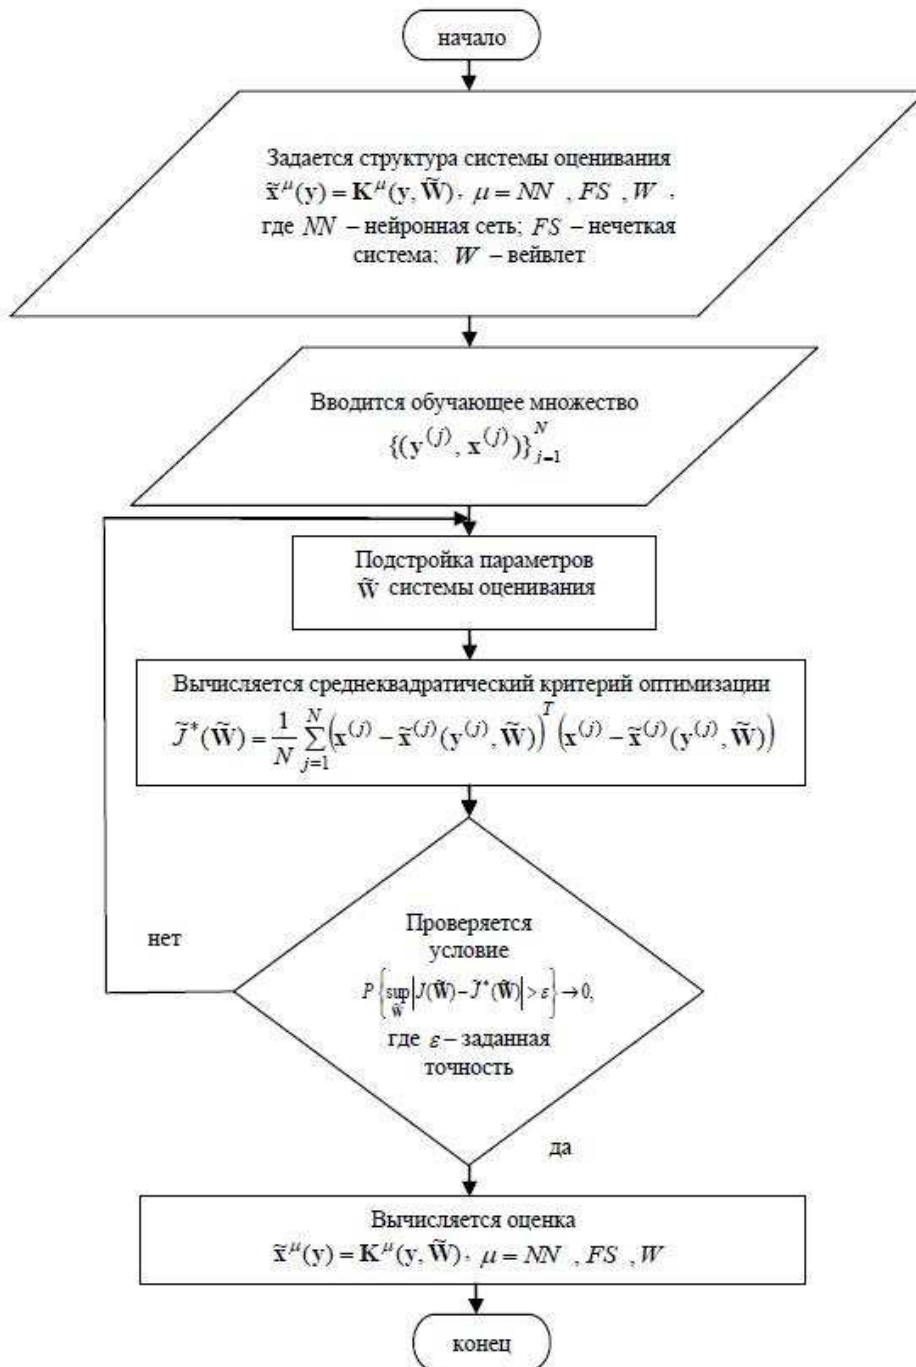 начало
Задается структура системы оценивания
x̃^μ(y) = K^μ(y, W̃), μ = NN , FS , W ,
где NN – нейронная сеть; FS – нечеткая
система; W – вейвлет
Вводится обучающее множество
{(y^(j), x^(j))}_{j=1}^N
Подстройка параметров
W̃ системы оценивания
Вычисляется среднеквадратический критерий оптимизации
J̃*(W̃) = 1/N ∑_{j=1}^N (x^(j) – x̃^(j)(y^(j), W̃))^T (x^(j) – x̃^(j)(y^(j), W̃))
нет
Проверяется
условие
P{sup_W̃ |J(W̃) – J̃*(W̃)| > ε} → 0,
где ε – заданная
точность
да
Вычисляется оценка
x̃^μ(y) = K^μ(y, W̃), μ = NN , FS , W
конец